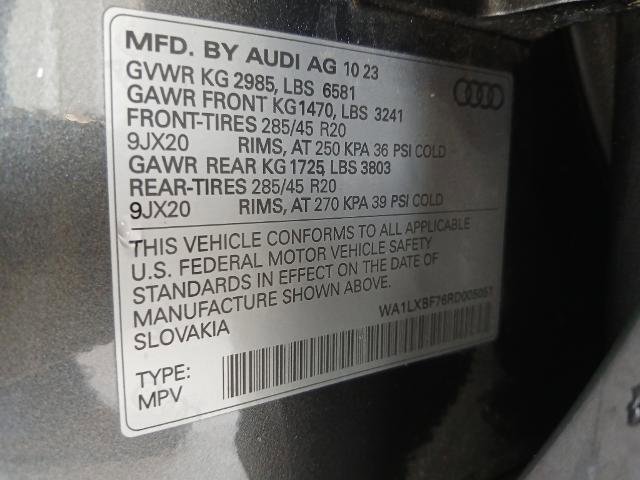 MFD. BY AUDI AG 10 23
GVWR KG 2985, LBS 6581
GAWR FRONT KG1470, LBS 3241
FRONT-TIRES 285/45 R20
9JX20 RIMS, AT 250 KPA 36 PSI COLD
GAWR REAR KG1725, LBS 3803
REAR-TIRES 285/45 R20
9JX20 RIMS, AT 270 KPA 39 PSI COLD
THIS VEHICLE CONFORMS TO ALL APPLICABLE
U.S. FEDERAL MOTOR VEHICLE SAFETY
STANDARDS IN EFFECT ON THE DATE OF
MANUFACTURE SHOWN ABOVE.
SLOVAKIA
WA1LXBF76RD005051
TYPE:
MPV